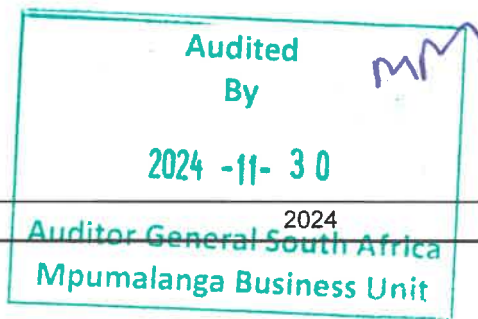 Audited
By
2024 -11- 30
2024
Auditor General South Africa
Mpumalanga Business Unit